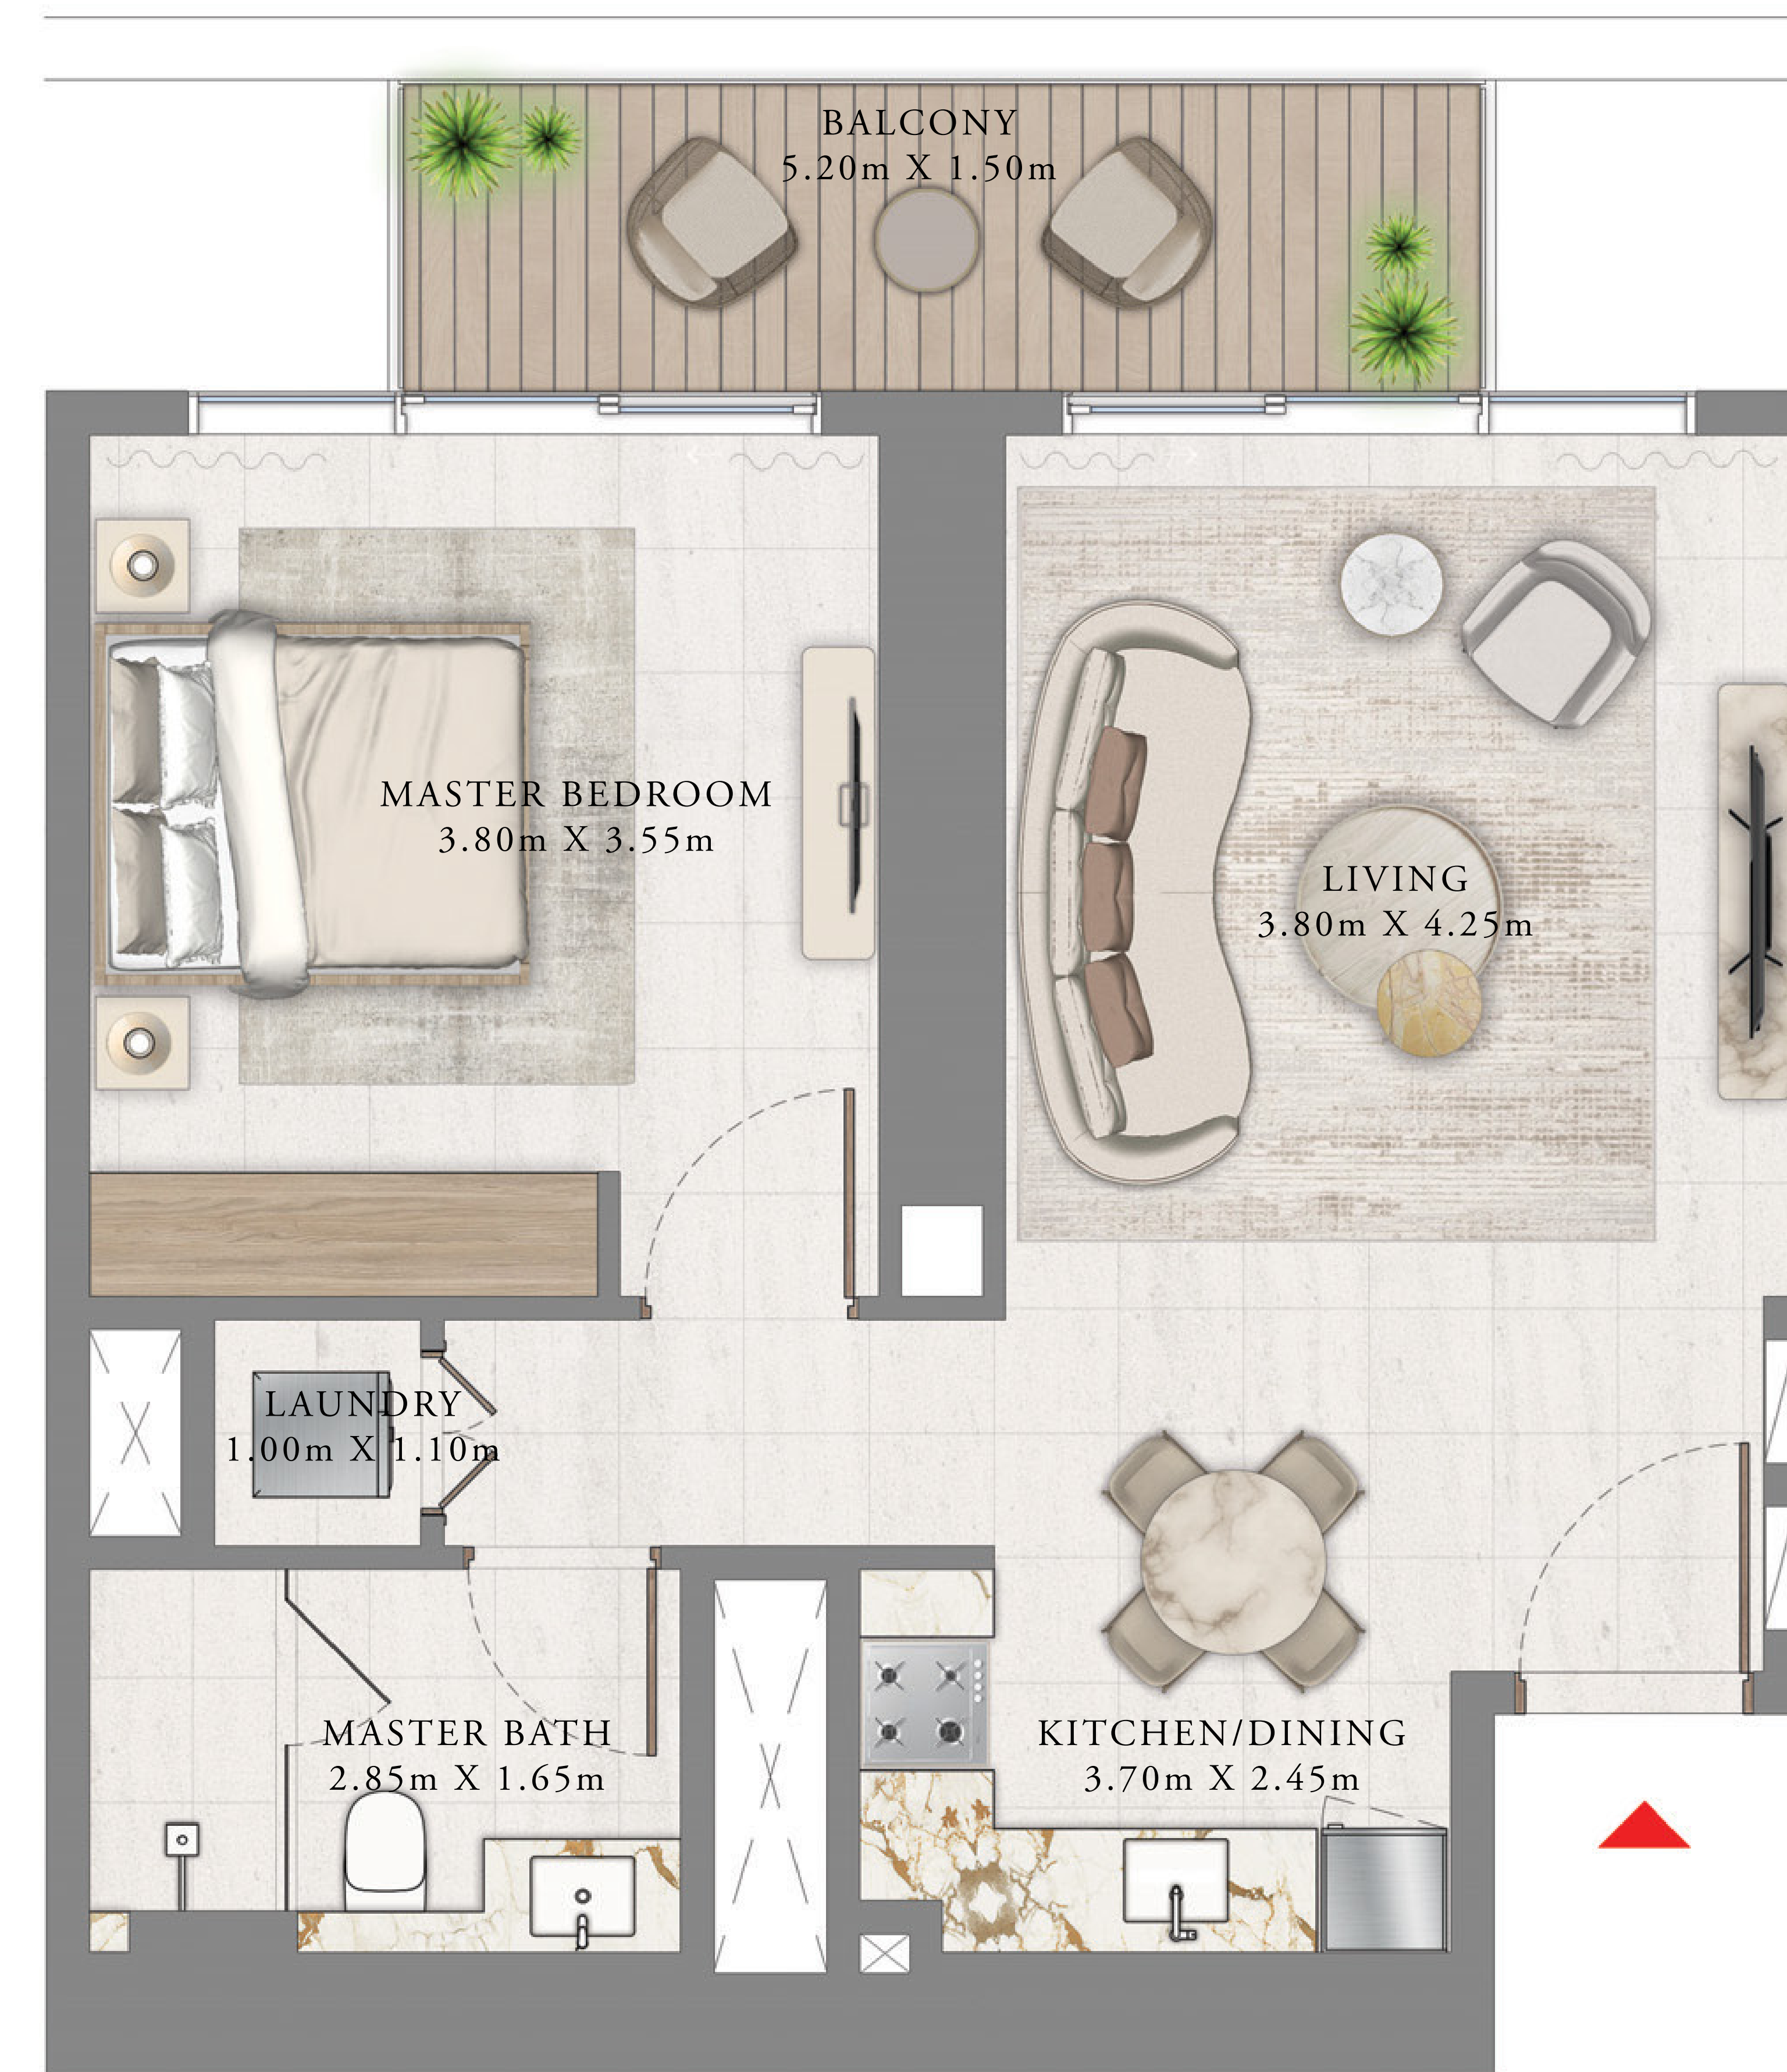 BALCONY
5.20m X 1.50m
MASTER BEDROOM
3.80m X 3.55m
LIVING
3.80m X 4.25m
LAUNDRY
1.00m X 1.10m
MASTER BATH
2.85m X 1.65m
KITCHEN/DINING
3.70m X 2.45m